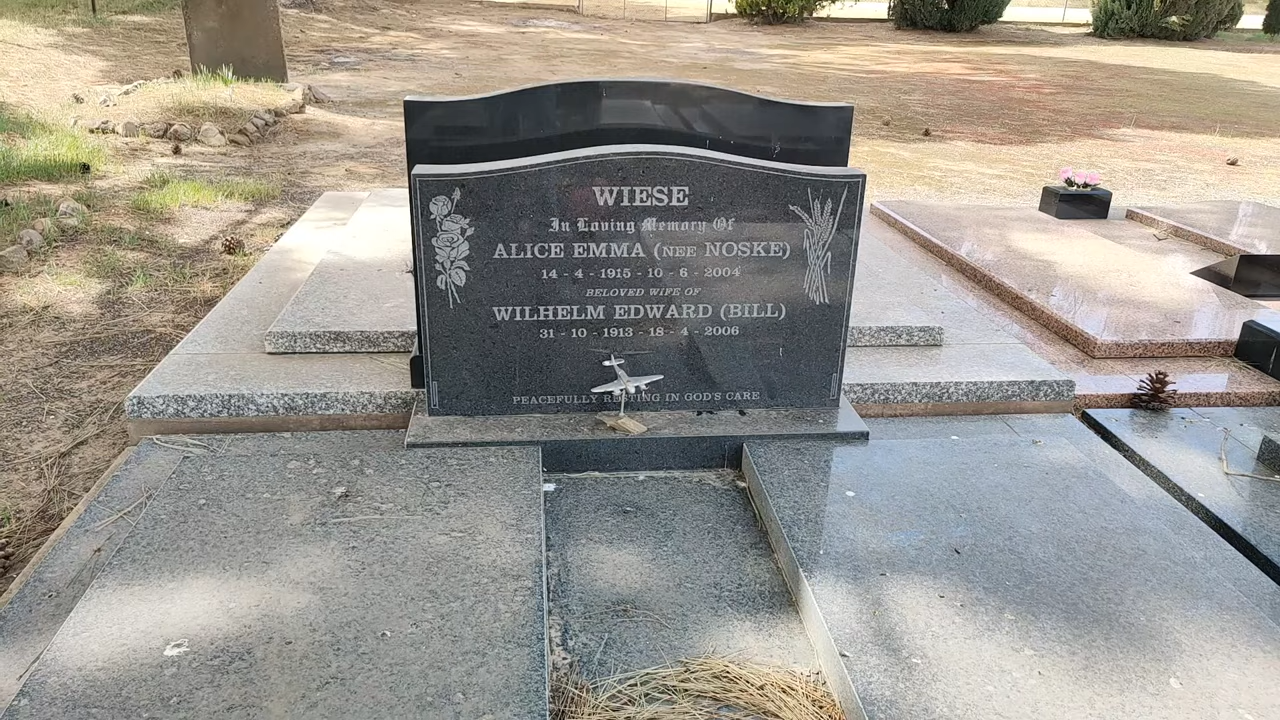 WIESE
In Loving Memory Of
ALICE EMMA (NEE NOSKE)
14 - 4 - 1915 - 10 - 6 - 2004
BELOVED WIFE OF
WILHELM EDWARD (BILL)
31 - 10 - 1913 - 18 - 4 - 2006
PEACEFULLY RESTING IN GOD'S CARE